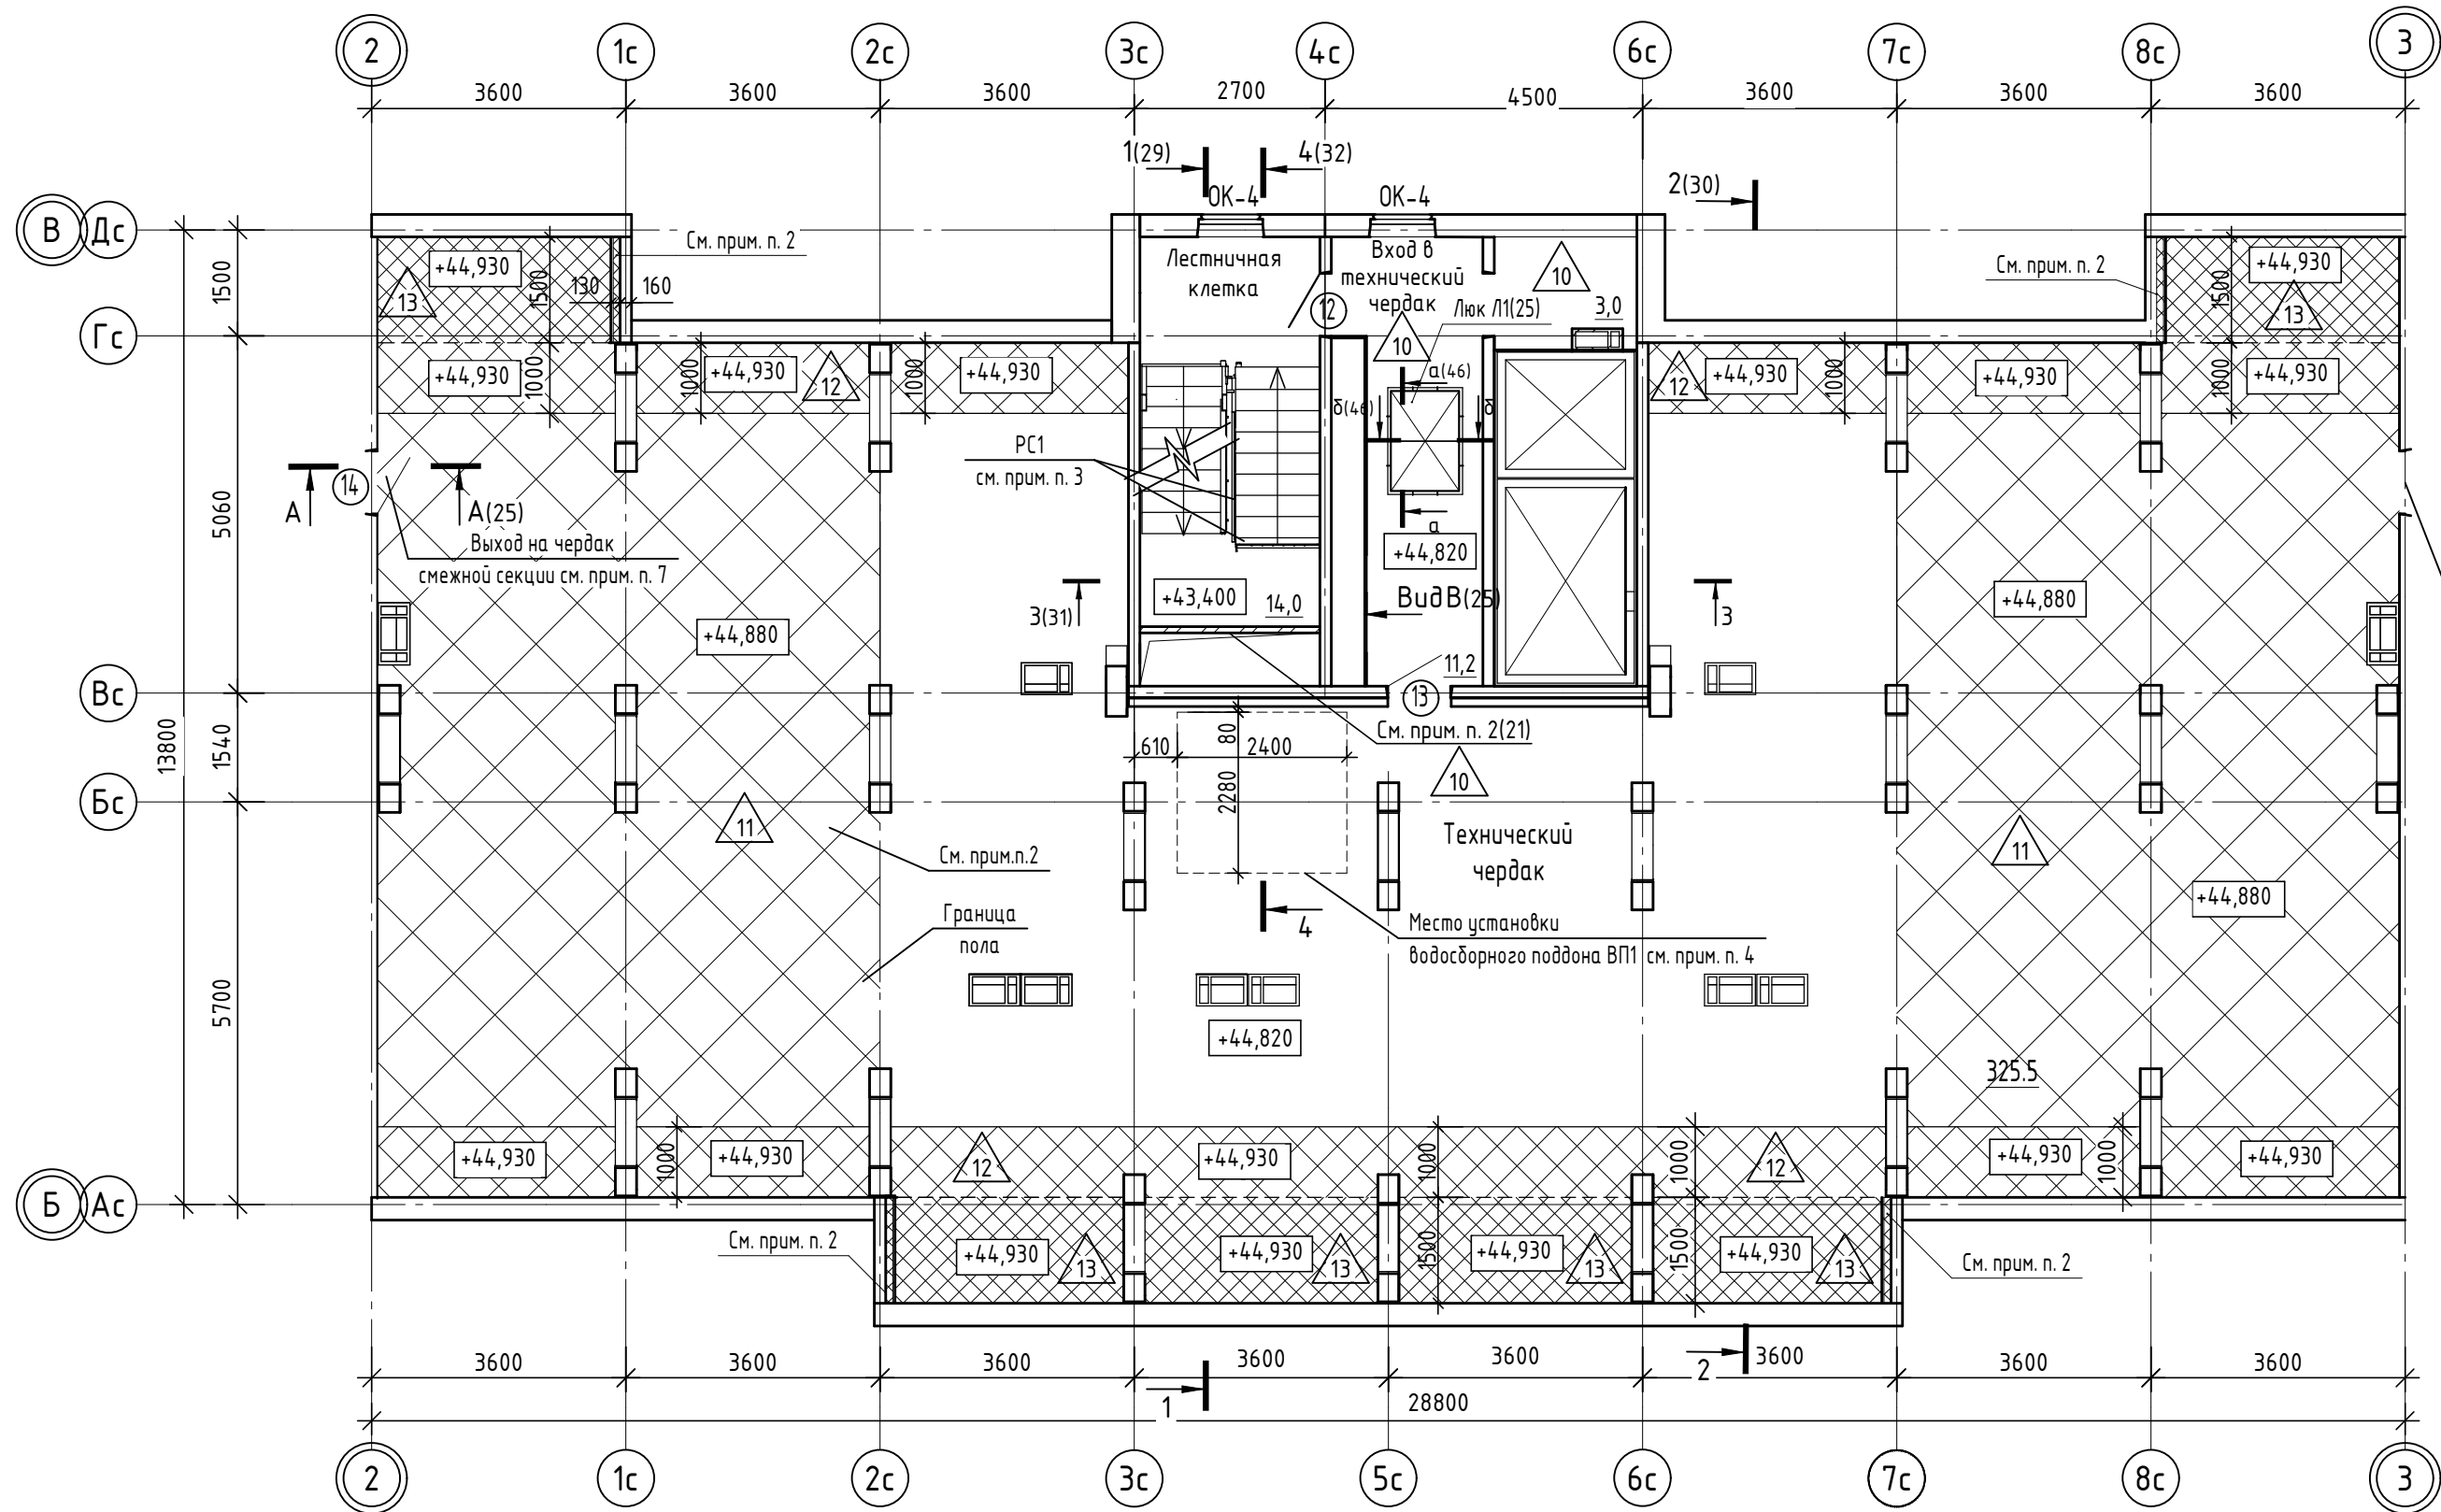 2 1с 2с 3с 4с 6с 7с 8с 3
3600 3600 3600 2700 4500 3600 3600 3600
1(29) 4(32) 2(30)
ОК-4 ОК-4
В Дс
См. прим. п. 2
Лестничная
клетка
Вход в
технический
чердак
10
См. прим. п. 2
+44,930
+44,930
13
1500
130 160
1500
12
10
Люк Л1(25)
3,0
1500
13
Гс
+44,930
1000
1000
+44,930
12
1000
+44,930
а(46)
12
+44,930
1000
+44,930
1000
+44,930
δ(46) δ
РС1
см. прим. п. 3
14
А А(25)
5060
Выход на чердак
смежной секции см. прим. п. 7
а
+44,820
+43,400
14,0
ВидВ(25)
3(31)
3
+44,880
+44,880
11,2
Вс
13
13800
1540
См. прим. п. 2(21)
80
610 2400
2280
10
Бс
11
Технический
чердак
11
См. прим.п.2
+44,880
Граница
пола
4
Место установки
водосборного поддона ВП1 см. прим. п. 4
5700
+44,820
325.5
+44,930
1000
+44,930
12
+44,930
1000
1000
12
+44,930
1000
+44,930
Б Ас
См. прим. п. 2
+44,930
13
+44,930
13
1500
+44,930
13
1500
+44,930
13
См. прим. п. 2
3600 3600 3600 3600 3600 2 3600 3600 3600
1
28800
2 1с 2с 3с 5с 6с 7с 8с 3